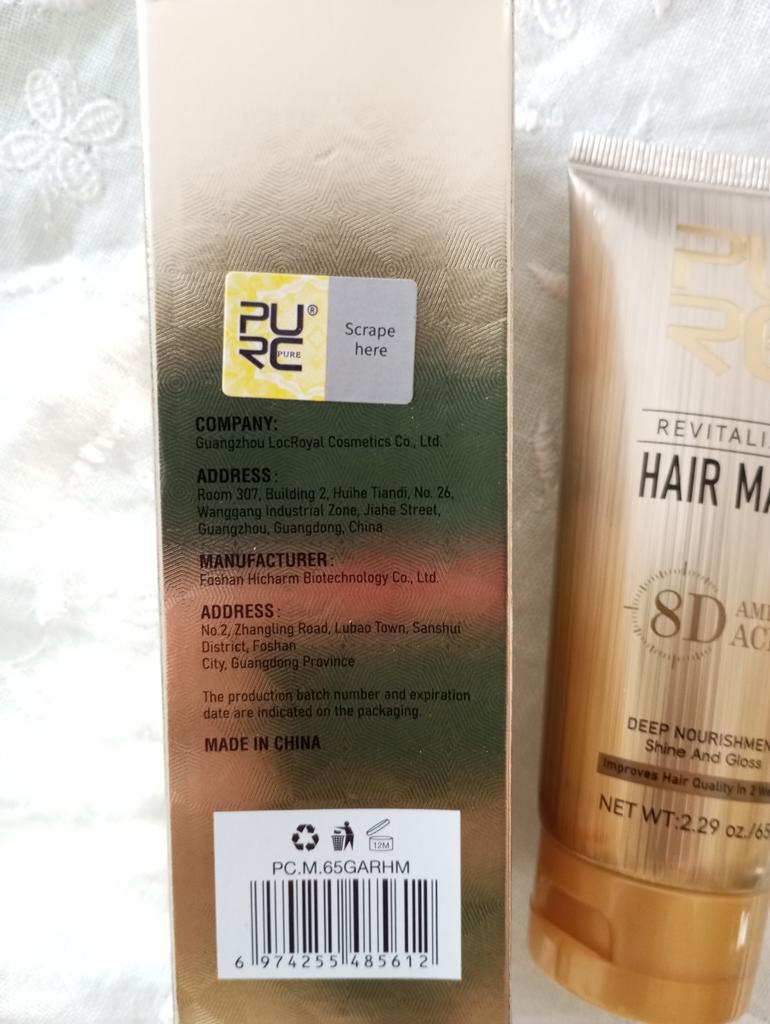 PURC®
PURE
Scrape
here
COMPANY:
Guangzhou LocRoyal Cosmetics Co., Ltd.
ADDRESS:
Room 307, Building 2, Huihe Tiandi, No. 26,
Wanggang Industrial Zone, Jiahe Street,
Guangzhou, Guangdong, China
MANUFACTURER:
Foshan Hicharm Biotechnology Co., Ltd.
ADDRESS:
No.2, Zhangling Road, Lubao Town, Sanshui
District, Foshan
City, Guangdong Province
The production batch number and expiration
date are indicated on the packaging.
MADE IN CHINA
12M
PC.M.65GARHM
6 974255 485612
REVITALI
HAIR MA
8D
AMI
ACI
DEEP NOURISHMEN
Shine And Gloss
Improves Hair Quality in 2 We
NET WT:2.29 oz./65